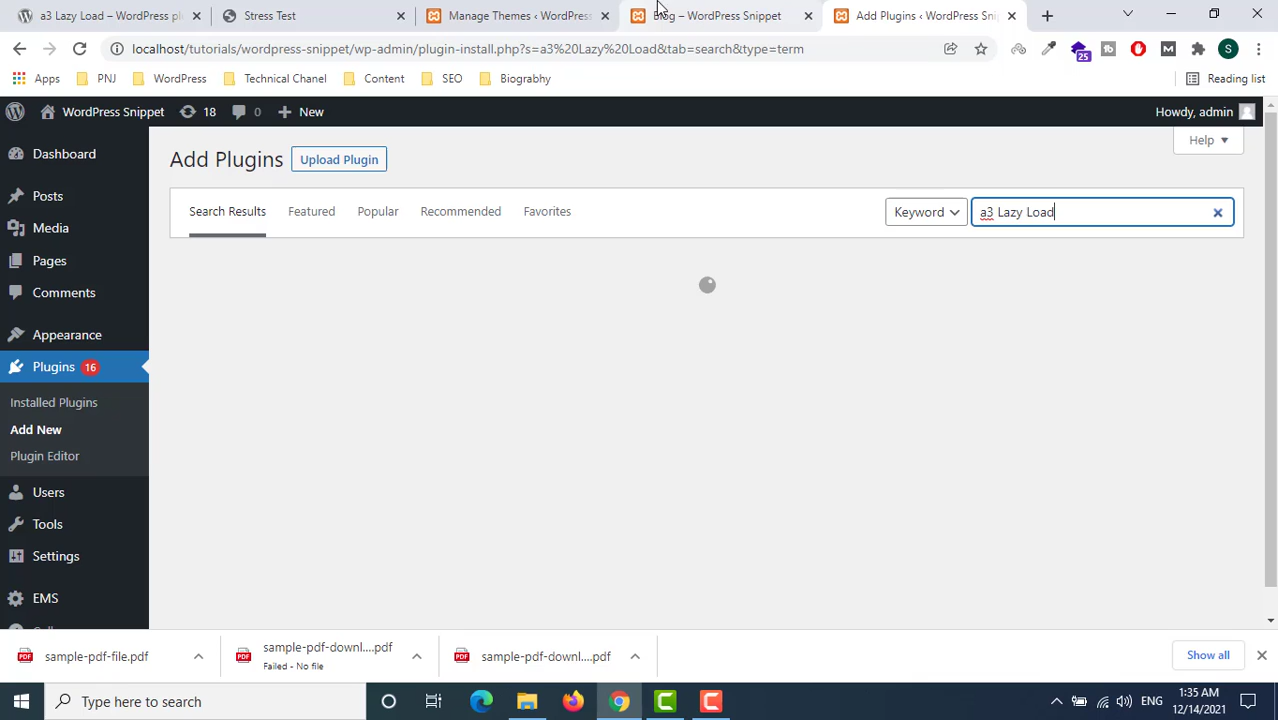 a3 Lazy Load – WordPress pl
Stress Test
Manage Themes ‹ WordPress
Blog – WordPress Snippet
Add Plugins ‹ WordPress Sni
localhost/tutorials/wordpress-snippet/wp-admin/plugin-install.php?s=a3%20Lazy%20Load&tab=search&type=term
25
S
Apps
PNJ
WordPress
Technical Chanel
Content
SEO
Biograrbhy
Reading list
WordPress Snippet
18
0
New
Howdy, admin
Dashboard
Posts
Media
Pages
Comments
Appearance
Plugins 16
Installed Plugins
Add New
Plugin Editor
Users
Tools
Settings
EMS
Add Plugins
Upload Plugin
Help
Search Results
Featured
Popular
Recommended
Favorites
Keyword
a3 Lazy Load
sample-pdf-file.pdf
sample-pdf-downl....pdf
Failed - No file
sample-pdf-downl....pdf
Show all
Type here to search
ENG
1:35 AM
12/14/2021